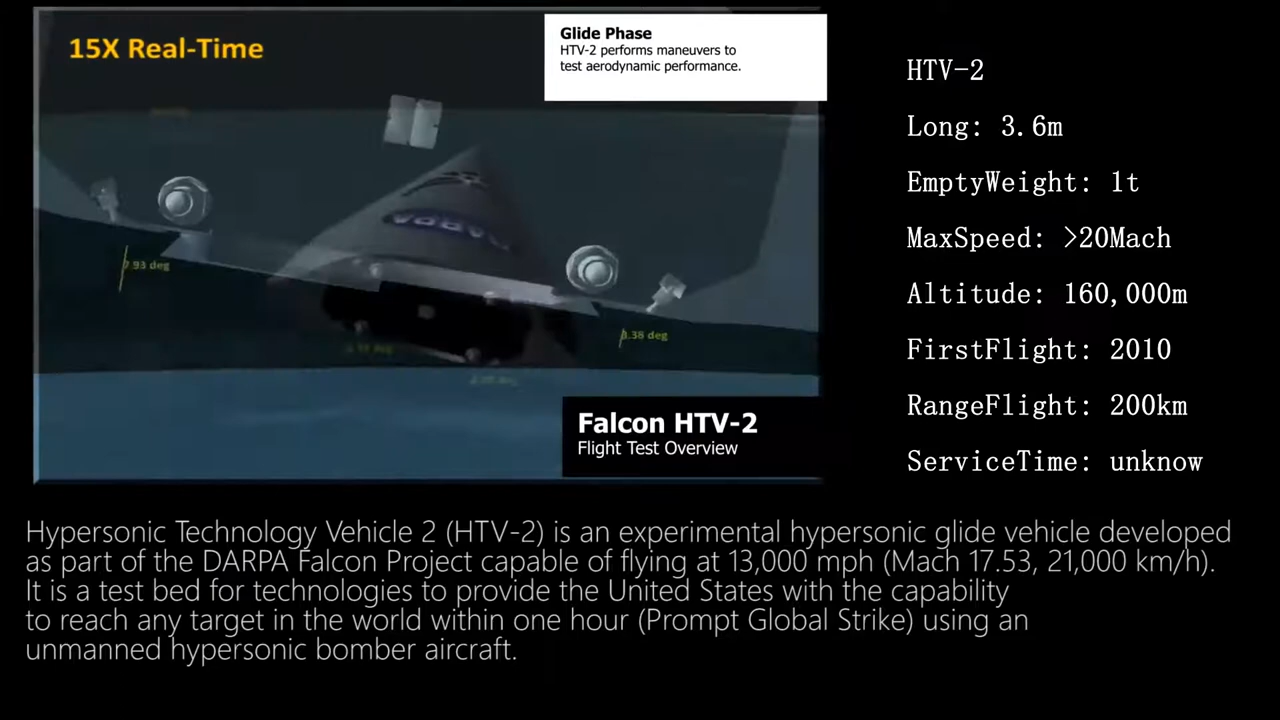 15X Real-Time
Glide Phase
HTV-2 performs maneuvers to
test aerodynamic performance.
7.93 deg
Falcon HTV-2
Flight Test Overview
HTV-2
Long: 3.6m
EmptyWeight: 1t
MaxSpeed: >20Mach
Altitude: 160,000m
FirstFlight: 2010
RangeFlight: 200km
ServiceTime: unknow
Hypersonic Technology Vehicle 2 (HTV-2) is an experimental hypersonic glide vehicle developed
as part of the DARPA Falcon Project capable of flying at 13,000 mph (Mach 17.53, 21,000 km/h).
It is a test bed for technologies to provide the United States with the capability
to reach any target in the world within one hour (Prompt Global Strike) using an
unmanned hypersonic bomber aircraft.